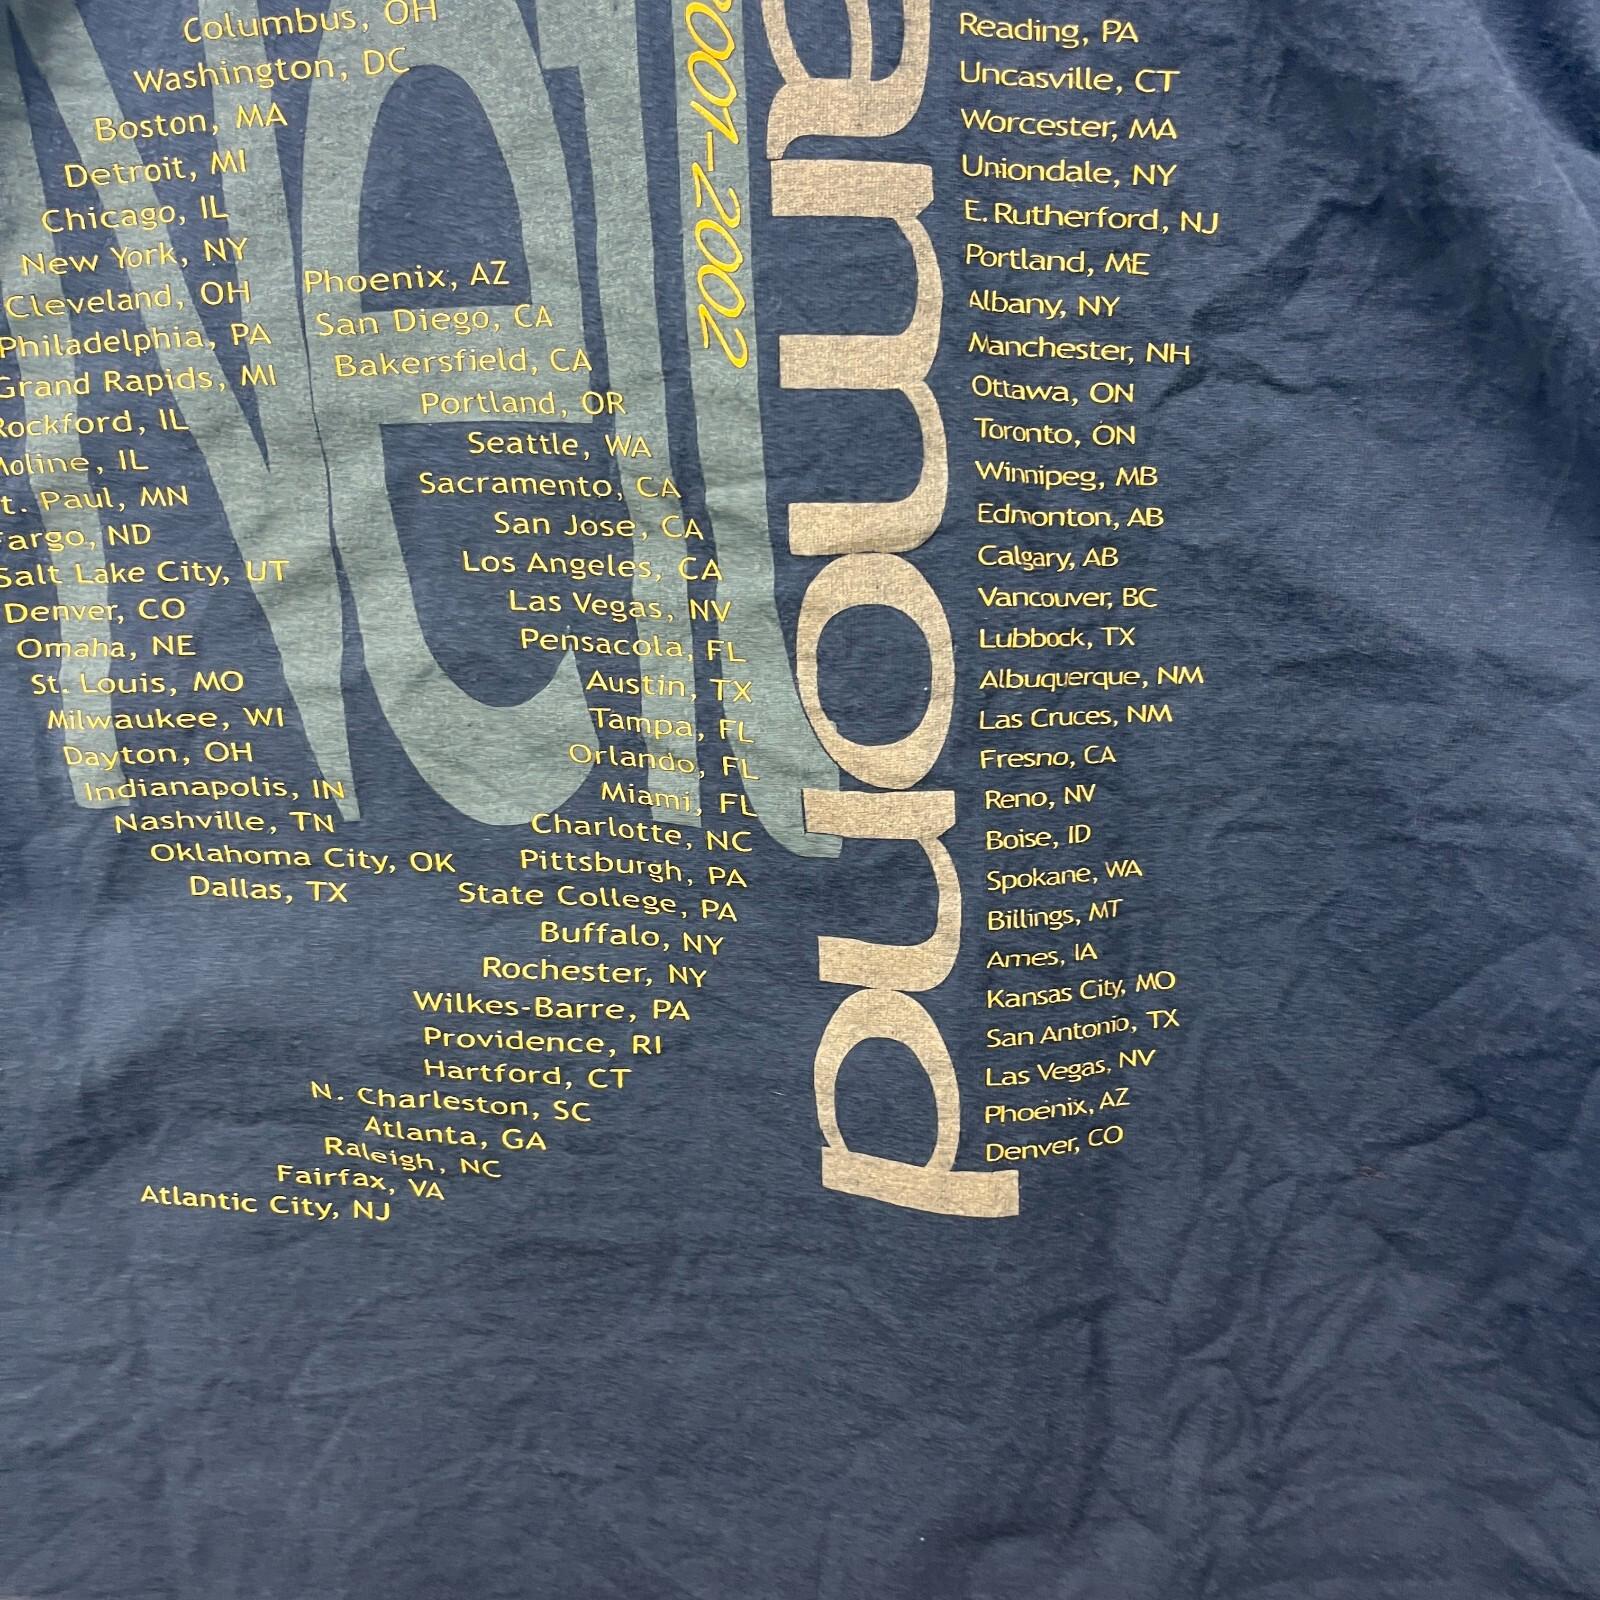 Neil
amond
001-2002
Columbus, OH
Washington, DC
Boston, MA
Detroit, MI
Chicago, IL
New York, NY
Cleveland, OH
Philadelphia, PA
Grand Rapids, MI
Rockford, IL
Moline, IL
t. Paul, MN
Fargo, ND
Salt Lake City, UT
Denver, CO
Omaha, NE
St. Louis, MO
Milwaukee, WI
Dayton, OH
Indianapolis, IN
Nashville, TN
Oklahoma City, OK
Dallas, TX
Phoenix, AZ
San Diego, CA
Bakersfield, CA
Portland, OR
Seattle, WA
Sacramento, CA
San Jose, CA
Los Angeles, CA
Las Vegas, NV
Pensacola, FL
Austin, TX
Tampa, FL
Orlando, FL
Miami, FL
Charlotte, NC
Pittsburgh, PA
State College, PA
Buffalo, NY
Rochester, NY
Wilkes-Barre, PA
Providence, RI
Hartford, CT
N. Charleston, SC
Atlanta, GA
Raleigh, NC
Fairfax, VA
Atlantic City, NJ
Reading, PA
Uncasville, CT
Worcester, MA
Uniondale, NY
E. Rutherford, NJ
Portland, ME
Albany, NY
Manchester, NH
Ottawa, ON
Toronto, ON
Winnipeg, MB
Edmonton, AB
Calgary, AB
Vancouver, BC
Lubbock, TX
Albuquerque, NM
Las Cruces, NM
Fresno, CA
Reno, NV
Boise, ID
Spokane, WA
Billings, MT
Ames, IA
Kansas City, MO
San Antonio, TX
Las Vegas, NV
Phoenix, AZ
Denver, CO